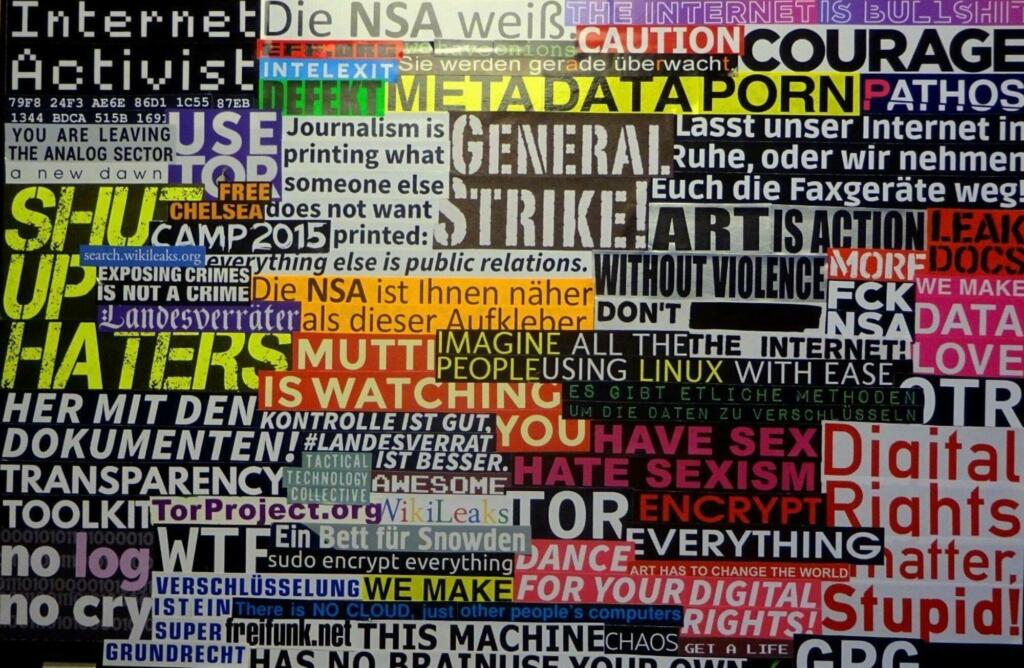 Internet
Activist
79F8 24F3 AE6E 86D1 1C55 87EB
1344 BDCA 515B 1691
YOU ARE LEAVING
THE ANALOG SECTOR
a new dawn
USE
TOR
Die NSA weiß
Sie werden gerade überwacht.
INTELEXIT
DEFEKT
CAUTION
THE INTERNET IS BULLSHIT
COURAGE
METADATAPORN
PATHOS
Journalism is
printing what
someone else
does not want
printed:
everything else is public relations.
GENERAL
STRIKE!
Lasst unser Internet in
Ruhe, oder wir nehmen
Euch die Faxgeräte weg!
FREE
CHELSEA
CAMP 2015
SHUT
UP
HATERS
search.wikileaks.org
EXPOSING CRIMES
IS NOT A CRIME
Landesverräter
Die NSA ist Ihnen näher
als dieser Aufkleber
ART IS ACTION
WITHOUT VIOLENCE
LEAK
DOCS
MORE
DON'T
THE INTERNET!
FCK
NSA
WE MAKE
DATA
LOVE
MUTTI
IS WATCHING
YOU
IMAGINE ALL THE
PEOPLE USING LINUX WITH EASE
ES GIBT ETLICHE METHODEN
UM DIE DATEN ZU VERSCHLÜSSELN
OTR
HER MIT DEN
DOKUMENTEN!
KONTROLLE IST GUT,
#LANDESVERRAT
IST BESSER.
HAVE SEX
HATE SEXISM
Digital
Rights
matter,
Stupid!
TRANSPARENCY
TOOLKIT
TACTICAL
TECHNOLOGY
COLLECTIVE
AWESOME
TorProject.org
WikiLeaks
TOR
ENCRYPT
EVERYTHING
no log
no cry
WTF
Ein Bett für Snowden
sudo encrypt everything
DANCE
FOR YOUR DIGITAL
RIGHTS!
ART HAS TO CHANGE THE WORLD
VERSCHLÜSSELUNG
IST EIN
SUPER
GRUNDRECHT
WE MAKE
There is NO CLOUD, just other people's computers
freifunk.net
THIS MACHINE
HAS NO BRAIN
USE YOUR OWN
CHAOS
GET A LIFE
GPG